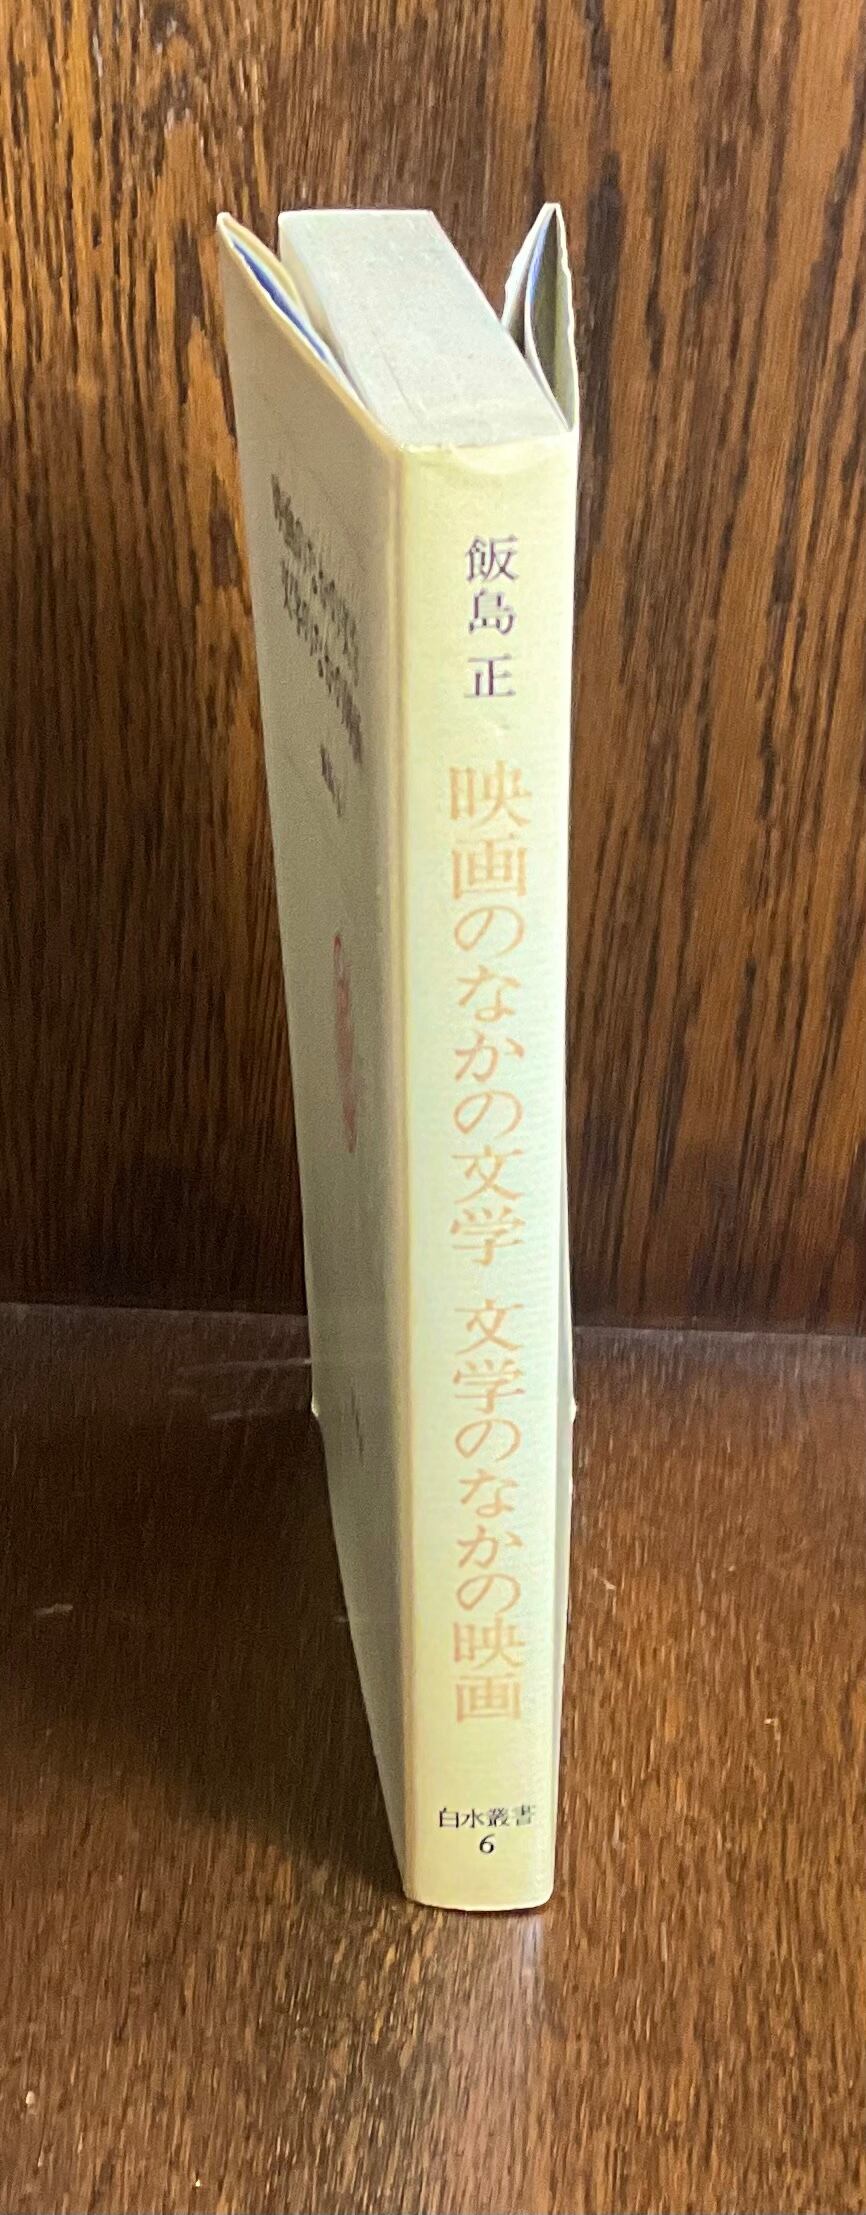 飯島 正
映画のなかの文学 文学のなかの映画
白水叢書
6